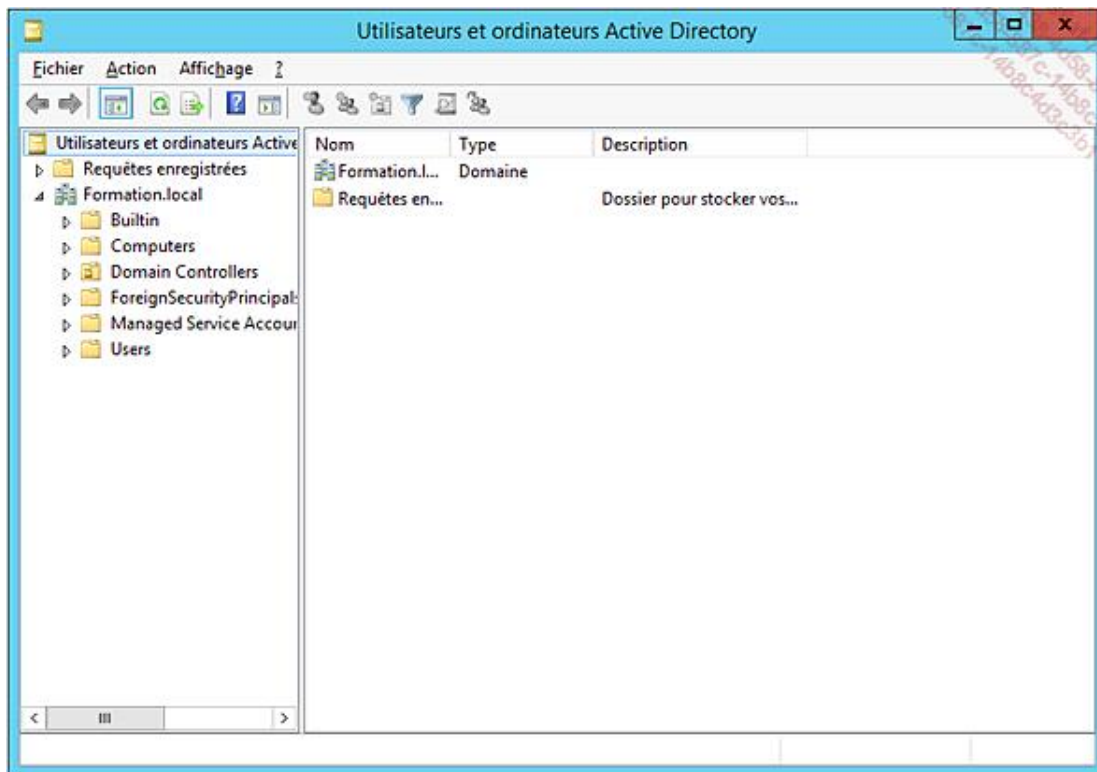 Utilisateurs et ordinateurs Active Directory
Fichier Action Affichage ?
Utilisateurs et ordinateurs Active
Requêtes enregistrées
Formation.local
Builtin
Computers
Domain Controllers
ForeignSecurityPrincipal
Managed Service Accour
Users
Nom Type Description
Formation.l... Domaine
Requêtes en... Dossier pour stocker vos...